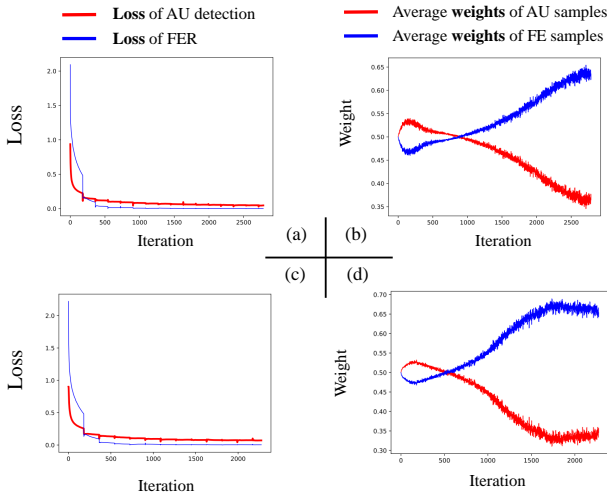 Loss of AU detection
Loss of FER
Average weights of AU samples
Average weights of FE samples
Loss
2.0
1.5
1.0
0.5
0.0
0 500 1000 1500 2000 2500
Iteration
(a)
Weight
0.65
0.60
0.55
0.50
0.45
0.40
0.35
0 500 1000 1500 2000 2500
Iteration
(b)
(c)
(d)
Loss
2.0
1.5
1.0
0.5
0.0
0 500 1000 1500 2000
Iteration
Weight
0.70
0.65
0.60
0.55
0.50
0.45
0.40
0.35
0.30
0 500 1000 1500 2000
Iteration